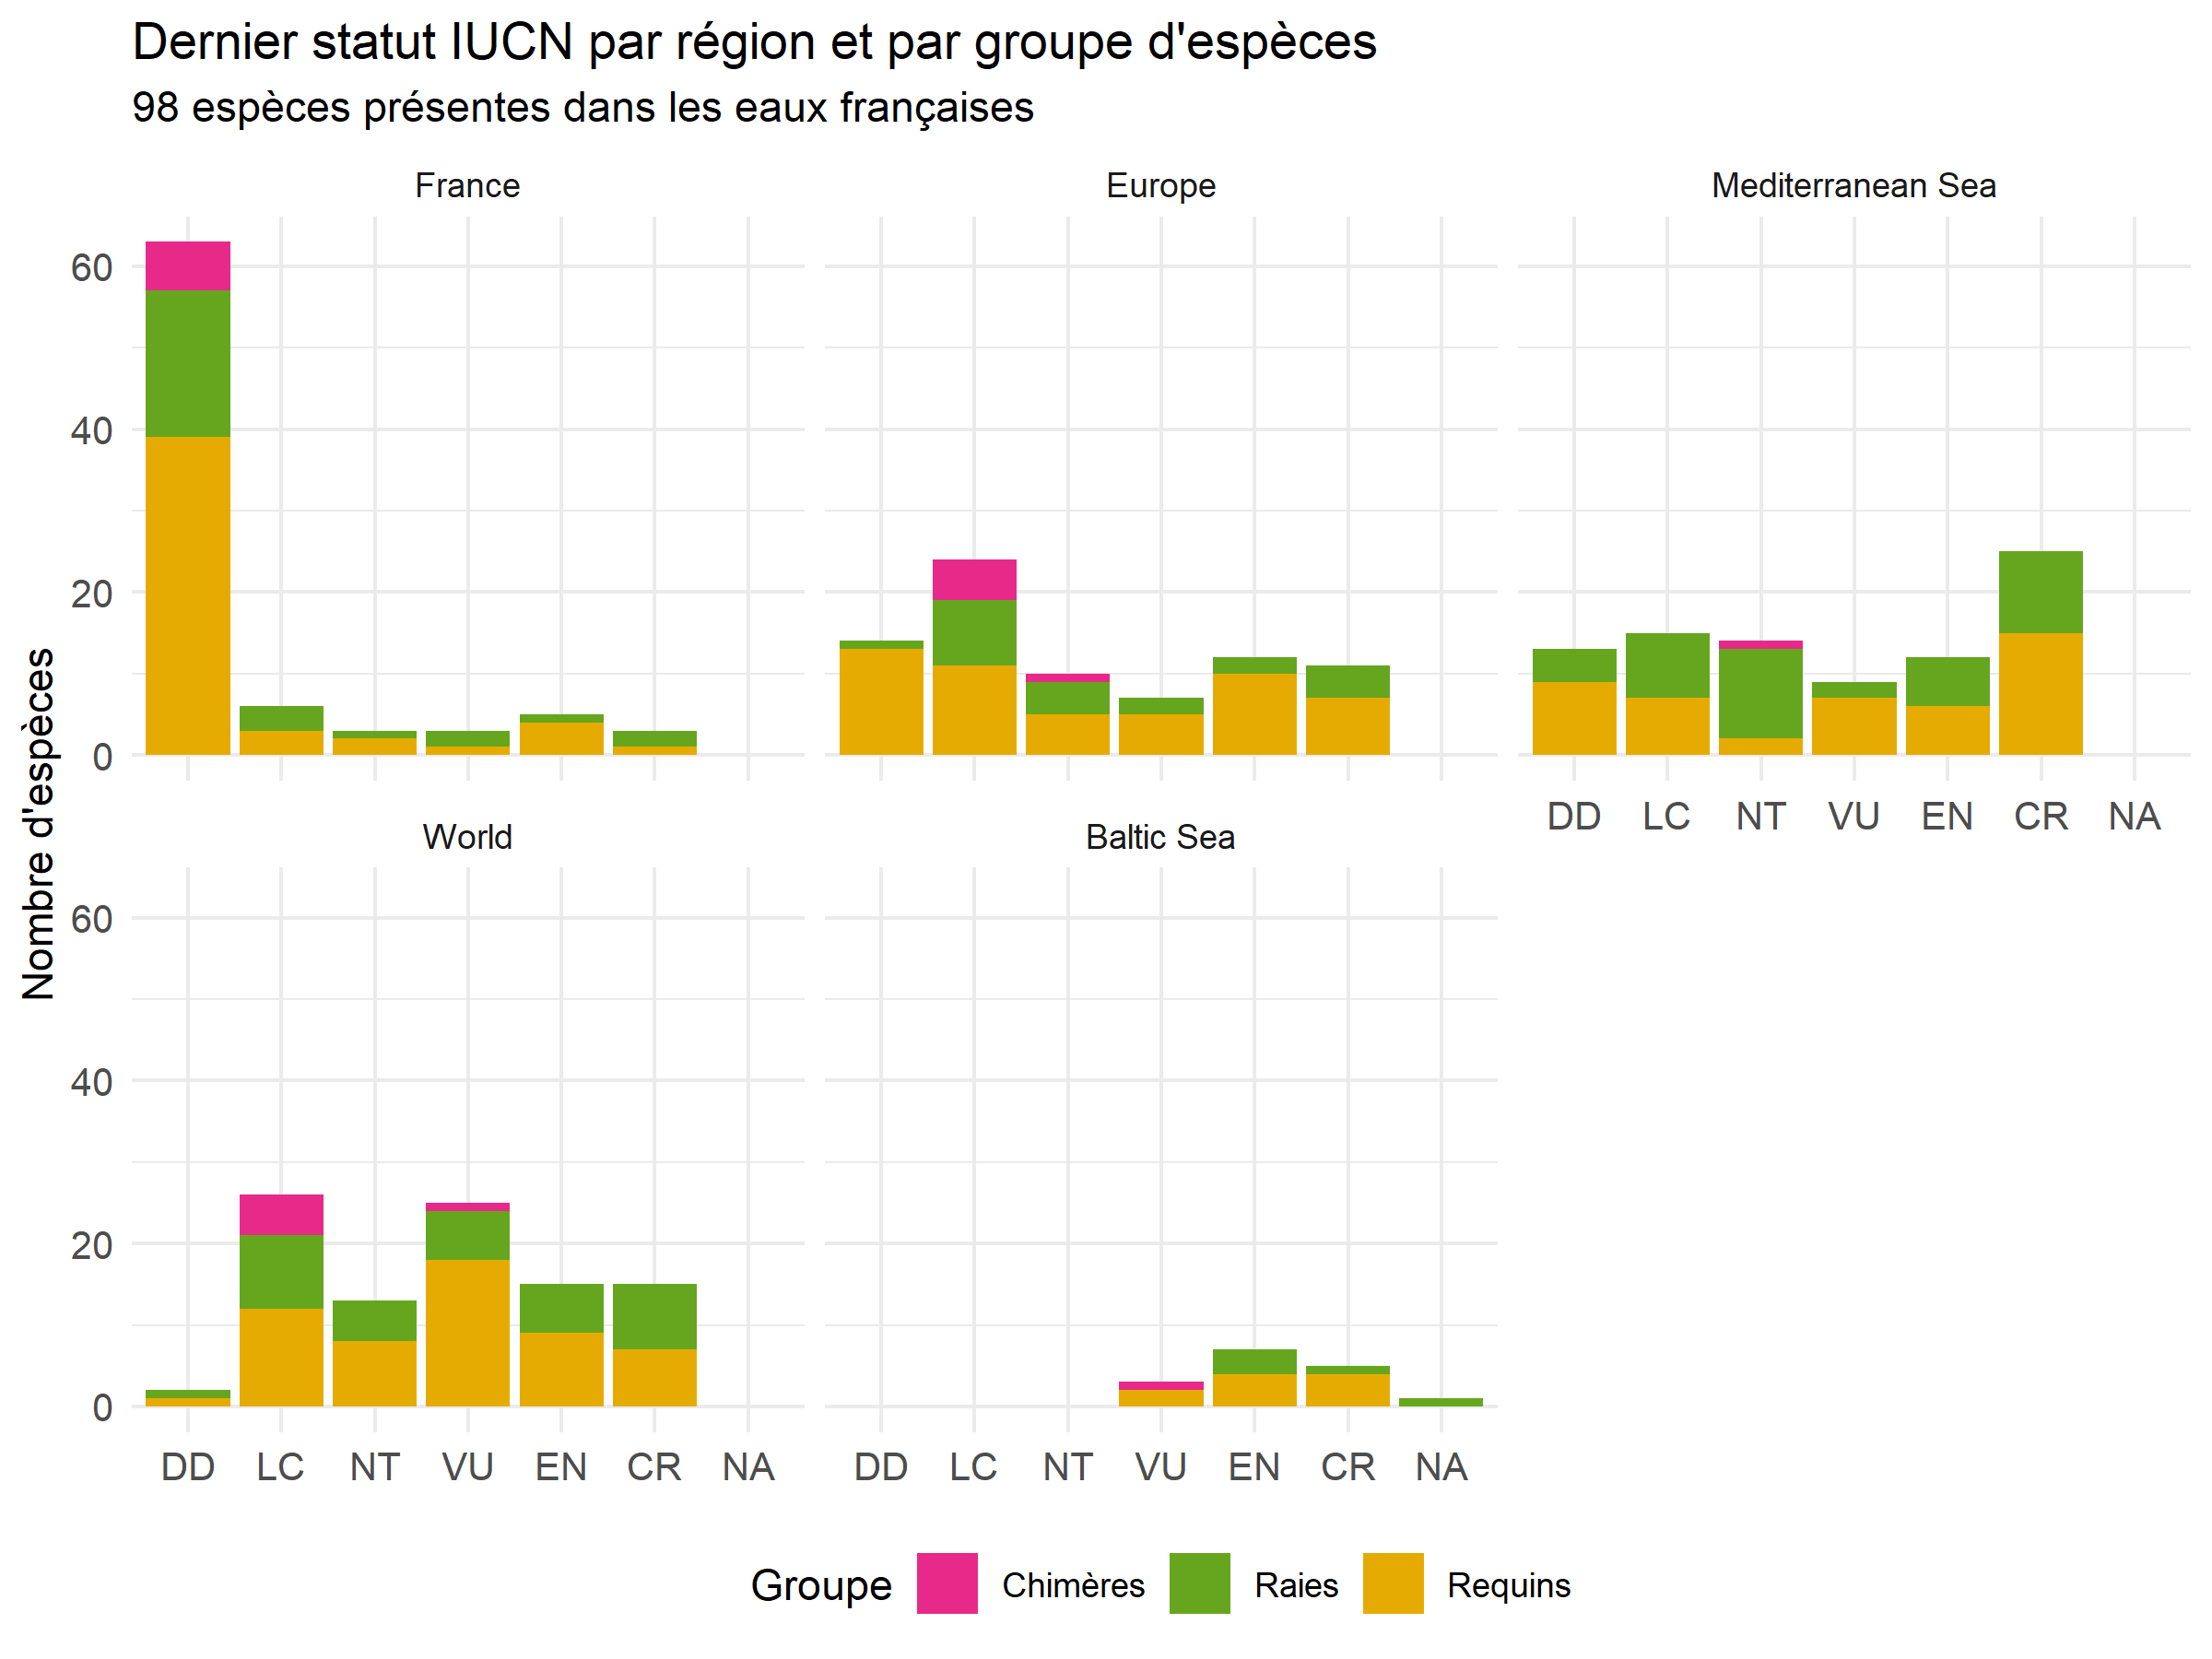 Dernier statut IUCN par région et par groupe d'espèces
98 espèces présentes dans les eaux françaises
France
Europe
Mediterranean Sea
60
40
20
0
DD LC NT VU EN CR NA
Nombre d'espèces
World
Baltic Sea
60
40
20
0
DD LC NT VU EN CR NA
DD LC NT VU EN CR NA
Groupe Chimères Raies Requins